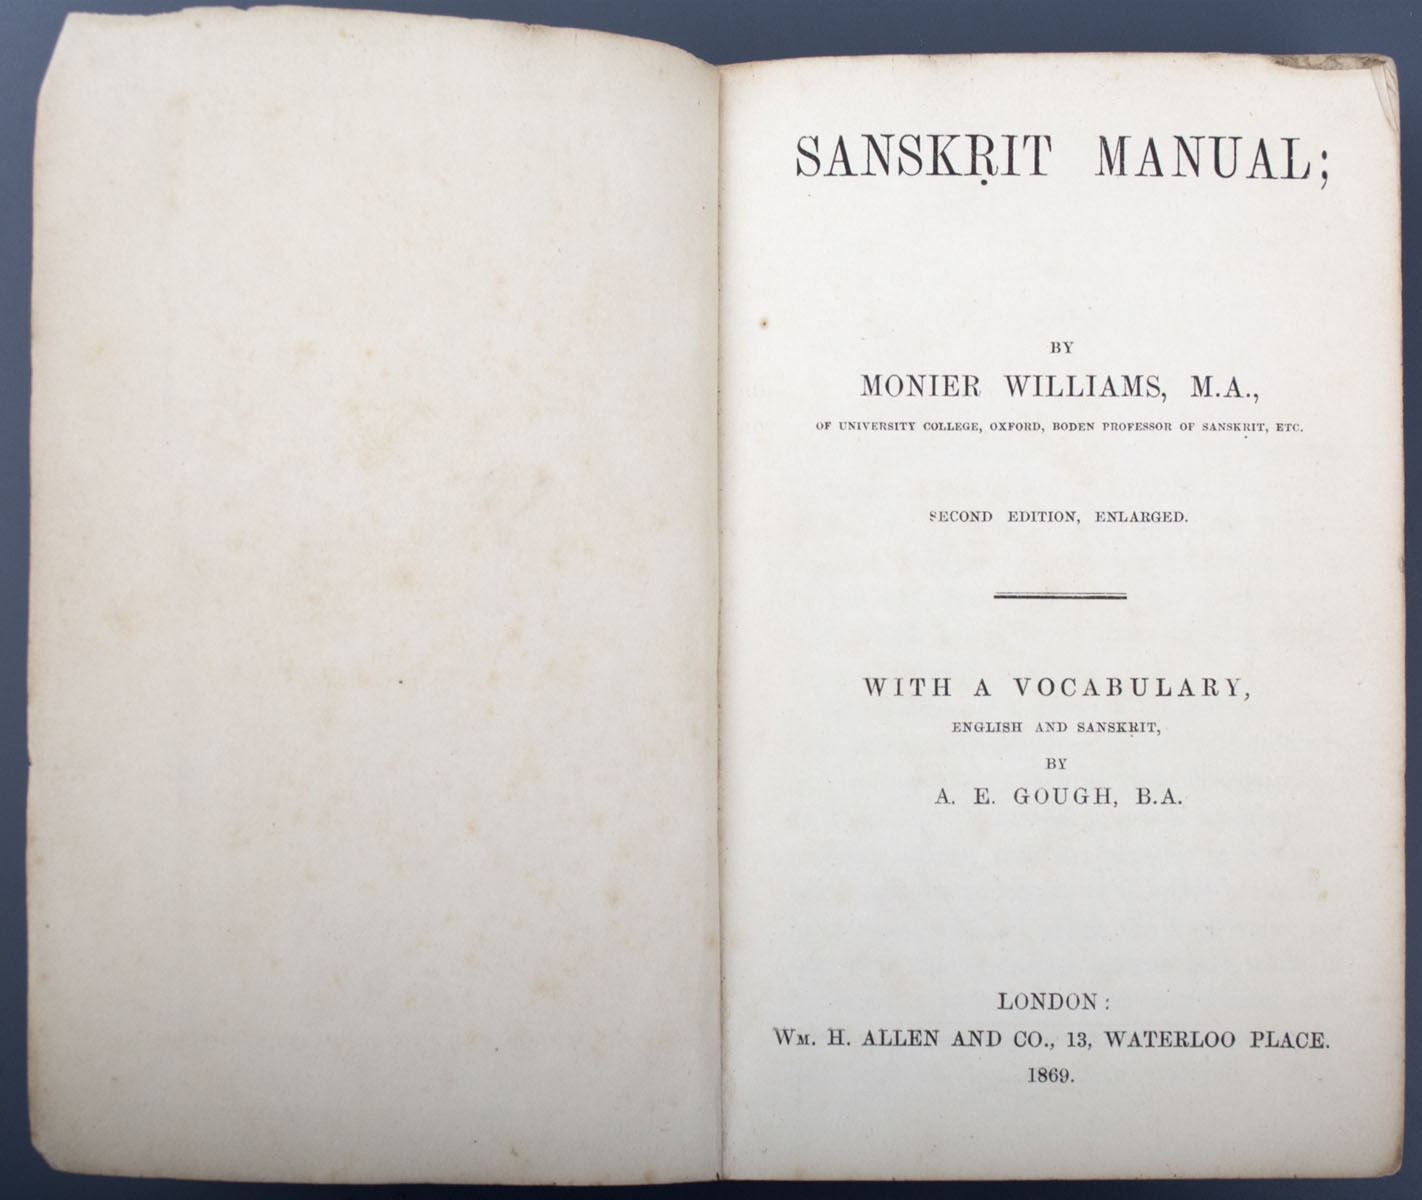 SANSKṚIT MANUAL;
BY
MONIER WILLIAMS, M.A.,
OF UNIVERSITY COLLEGE, OXFORD, BODEN PROFESSOR OF SANSKṚIT, ETC.
SECOND EDITION, ENLARGED.
WITH A VOCABULARY,
ENGLISH AND SANSKṚIT,
BY
A. E. GOUGH, B.A.
LONDON:
WM. H. ALLEN AND CO., 13, WATERLOO PLACE.
1869.